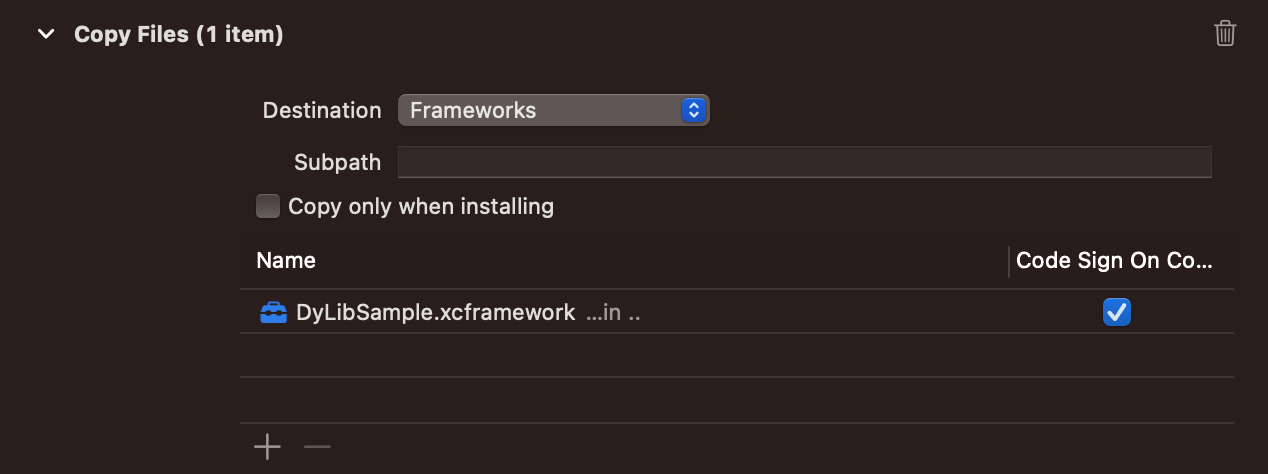 Copy Files (1 item)
Destination Frameworks
Subpath
Copy only when installing
Name Code Sign On Co...
DyLibSample.xcframework ...in ..